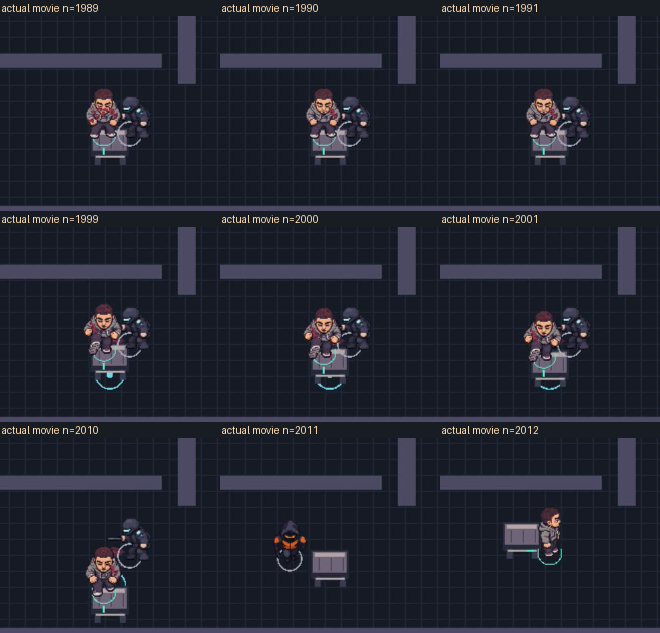 actual movie n=1989
actual movie n=1990
actual movie n=1991
actual movie n=1999
actual movie n=2000
actual movie n=2001
actual movie n=2010
actual movie n=2011
actual movie n=2012